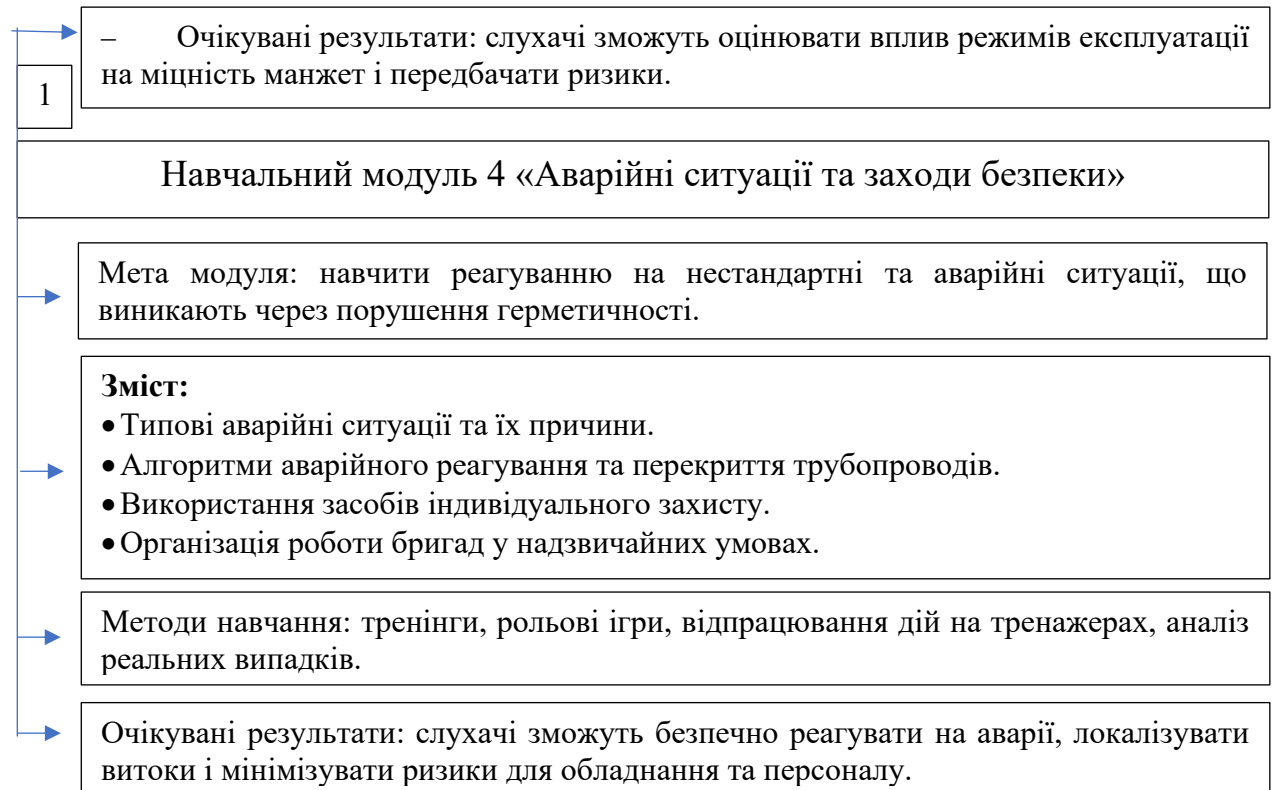 – Очікувані результати: слухачі зможуть оцінювати вплив режимів експлуатації
на міцність манжет і передбачати ризики.
1
Навчальний модуль 4 «Аварійні ситуації та заходи безпеки»
Мета модуля: навчити реагуванню на нестандартні та аварійні ситуації, що
виникають через порушення герметичності.
Зміст:
• Типові аварійні ситуації та їх причини.
• Алгоритми аварійного реагування та перекриття трубопроводів.
• Використання засобів індивідуального захисту.
• Організація роботи бригад у надзвичайних умовах.
Методи навчання: тренінги, рольові ігри, відпрацювання дій на тренажерах, аналіз
реальних випадків.
Очікувані результати: слухачі зможуть безпечно реагувати на аварії, локалізувати
витоки і мінімізувати ризики для обладнання та персоналу.